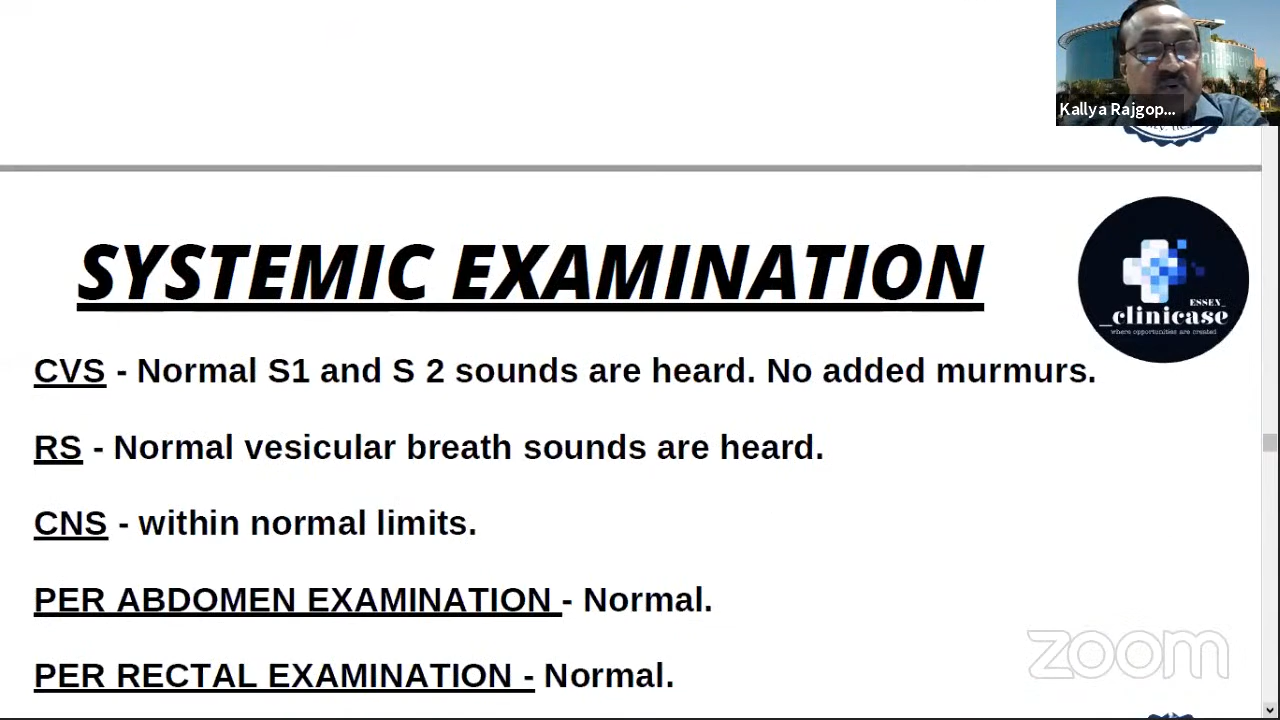 Kallya Rajgop...
SYSTEMIC EXAMINATION
ESSEX_
_clinicase
where opportunities are created
CVS - Normal S1 and S 2 sounds are heard. No added murmurs.
RS - Normal vesicular breath sounds are heard.
CNS - within normal limits.
PER ABDOMEN EXAMINATION - Normal.
PER RECTAL EXAMINATION - Normal.
zoom